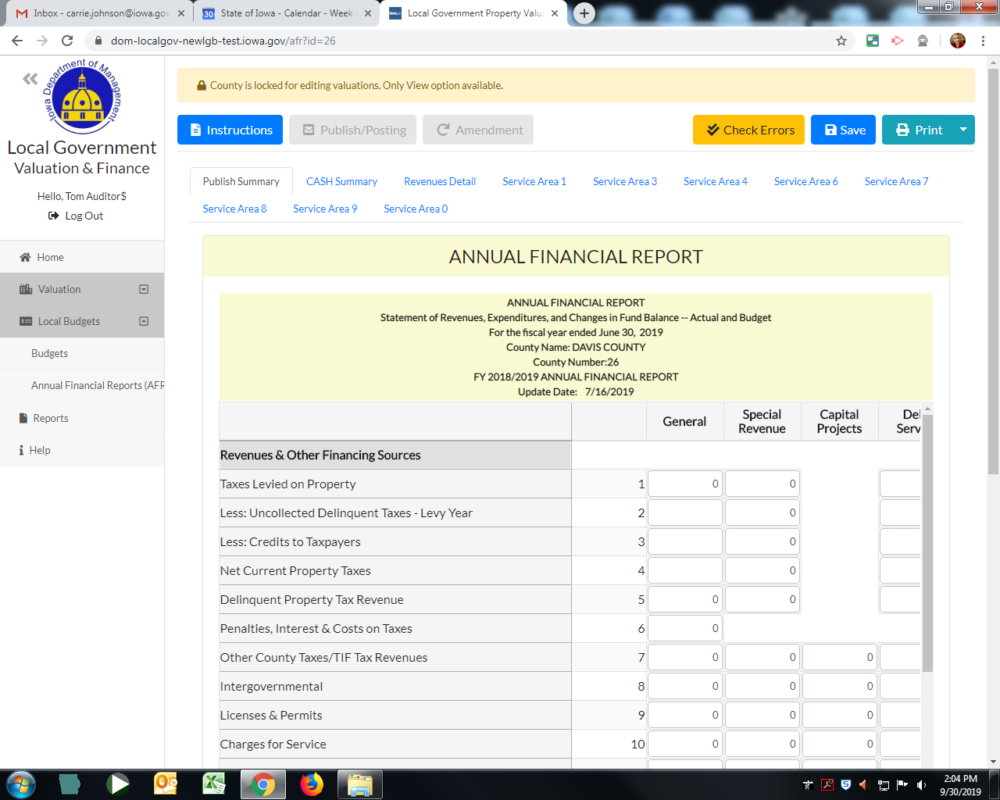 Inbox - carrie.johnson@iowa.gov
State of Iowa - Calendar - Week
Local Government Property Valu
dom-localgov-newlgb-test.iowa.gov/afr?id=26
Iowa Department of Management
Local Government
Valuation & Finance
Hello, Tom Auditor$
Log Out
Home
Valuation
Local Budgets
Budgets
Annual Financial Reports (AFR
Reports
Help
County is locked for editing valuations. Only View option available.
Instructions Publish/Posting Amendment Check Errors Save Print
Publish Summary CASH Summary Revenues Detail Service Area 1 Service Area 3 Service Area 4 Service Area 6 Service Area 7
Service Area 8 Service Area 9 Service Area 0
ANNUAL FINANCIAL REPORT
ANNUAL FINANCIAL REPORT
Statement of Revenues, Expenditures, and Changes in Fund Balance -- Actual and Budget
For the fiscal year ended June 30, 2019
County Name: DAVIS COUNTY
County Number:26
FY 2018/2019 ANNUAL FINANCIAL REPORT
Update Date: 7/16/2019
General Special Revenue Capital Projects De Serv
Revenues & Other Financing Sources
Taxes Levied on Property 1 0 0
Less: Uncollected Delinquent Taxes - Levy Year 2 0
Less: Credits to Taxpayers 3 0
Net Current Property Taxes 4 0
Delinquent Property Tax Revenue 5 0 0
Penalties, Interest & Costs on Taxes 6 0
Other County Taxes/TIF Tax Revenues 7 0 0 0
Intergovernmental 8 0 0 0
Licenses & Permits 9 0 0 0
Charges for Service 10 0 0 0
2:04 PM
9/30/2019